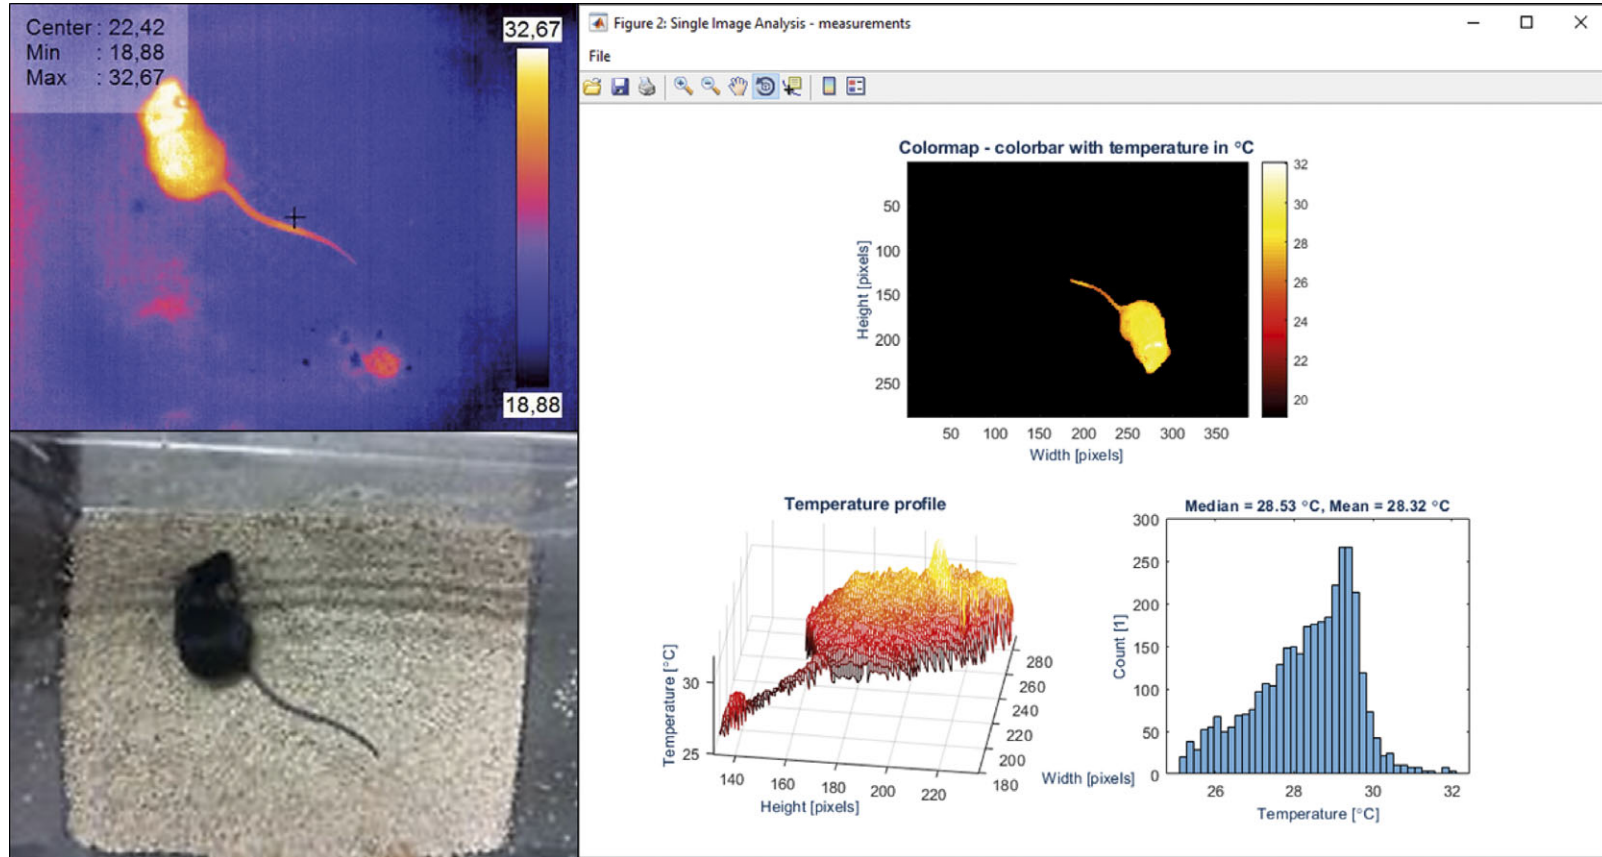 Center : 22,42
Min : 18,88
Max : 32,67
32,67
18,88
Figure 2: Single Image Analysis - measurements
File
Colormap - colorbar with temperature in °C
50
100
150
200
250
Height [pixels]
50 100 150 200 250 300 350
Width [pixels]
32
30
28
26
24
22
20
Temperature profile
30
25
Temperature [°C]
140 160 180 200 220
Height [pixels]
280
260
240
220
200
180
Width [pixels]
Median = 28.53 °C, Mean = 28.32 °C
300
250
200
150
100
50
0
Count [1]
26 28 30 32
Temperature [°C]